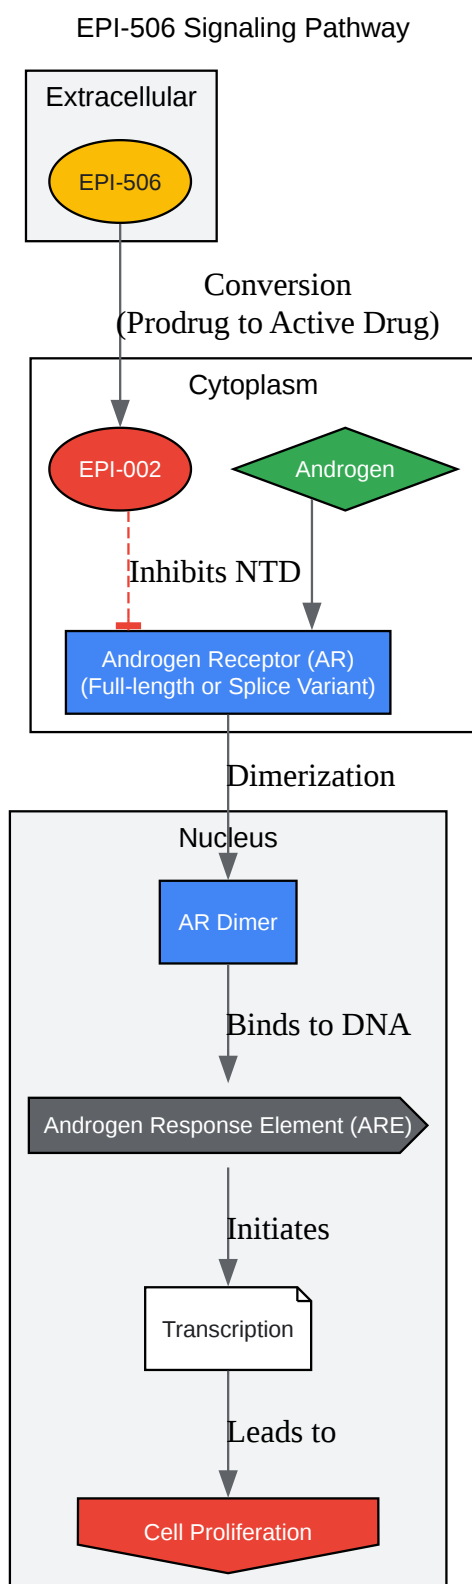 EPI-506 Signaling Pathway
Extracellular
EPI-506
Conversion
(Prodrug to Active Drug)
Cytoplasm
EPI-002
Androgen
Inhibits NTD
Androgen Receptor (AR)
(Full-length or Splice Variant)
Dimerization
Nucleus
AR Dimer
Binds to DNA
Androgen Response Element (ARE)
Initiates
Transcription
Leads to
Cell Proliferation